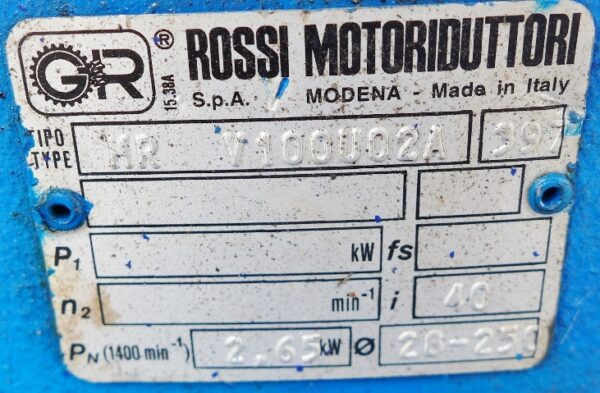 GR ® 15.38A ROSSI MOTORIDUTTORI
S.p.A. MODENA - Made in Italy
TIPO
TYPE MR V100U02A 397
P1 kW fs
n2 min-1 i 40
PN (1400 min-1) 2,65 kW Ø 28-250